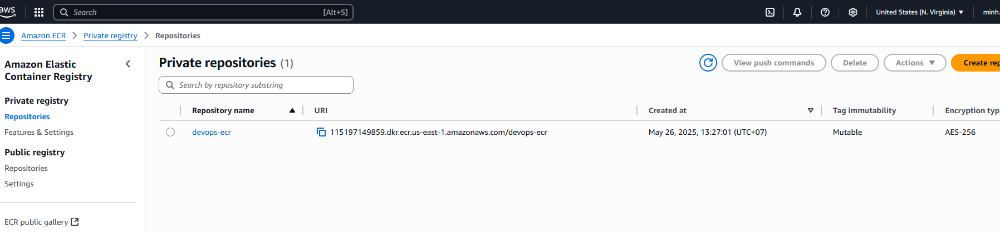 aws
Search [Alt+S] United States (N. Virginia) minh.
Amazon ECR Private registry Repositories
Amazon Elastic
Container Registry
Private registry
Repositories
Features & Settings
Public registry
Repositories
Settings
ECR public gallery
Private repositories (1)
View push commands Delete Actions Create rep
Search by repository substring
Repository name URI Created at Tag immutability Encryption typ
devops-ecr 115197149859.dkr.ecr.us-east-1.amazonaws.com/devops-ecr May 26, 2025, 13:27:01 (UTC+07) Mutable AES-256